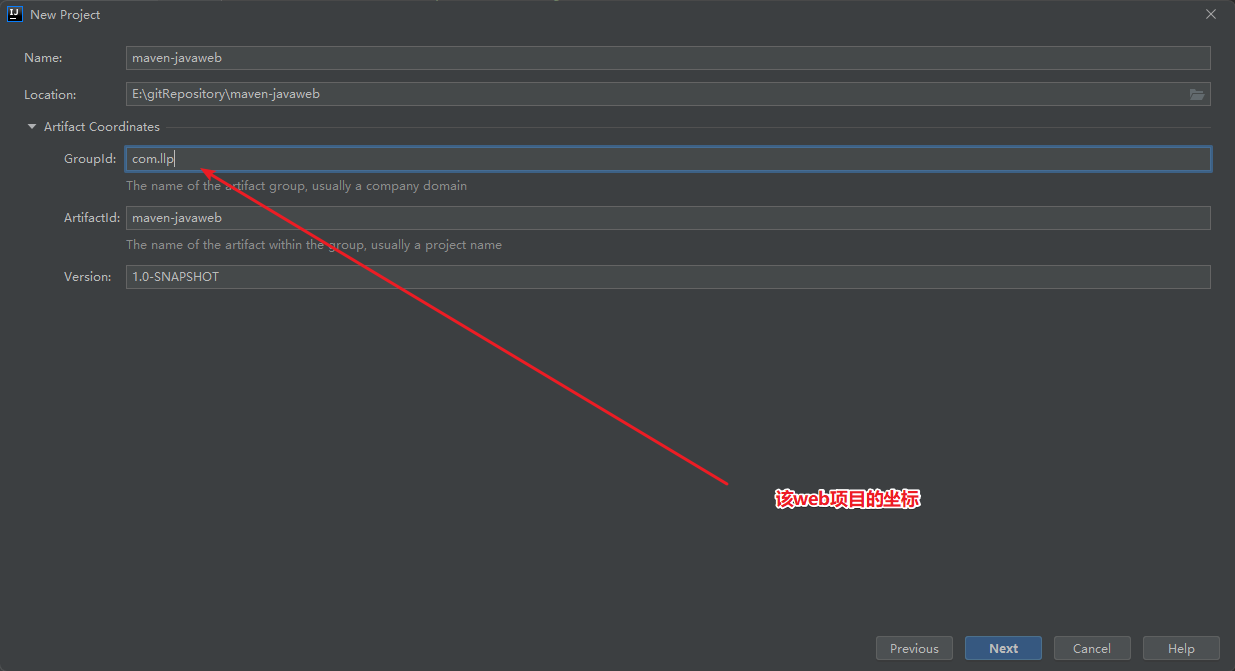 New Project
Name: maven-javaweb
Location: E:\gitRepository\maven-javaweb
Artifact Coordinates
GroupId: com.llp
The name of the artifact group, usually a company domain
ArtifactId: maven-javaweb
The name of the artifact within the group, usually a project name
Version: 1.0-SNAPSHOT
该web项目的坐标
Previous Next Cancel Help